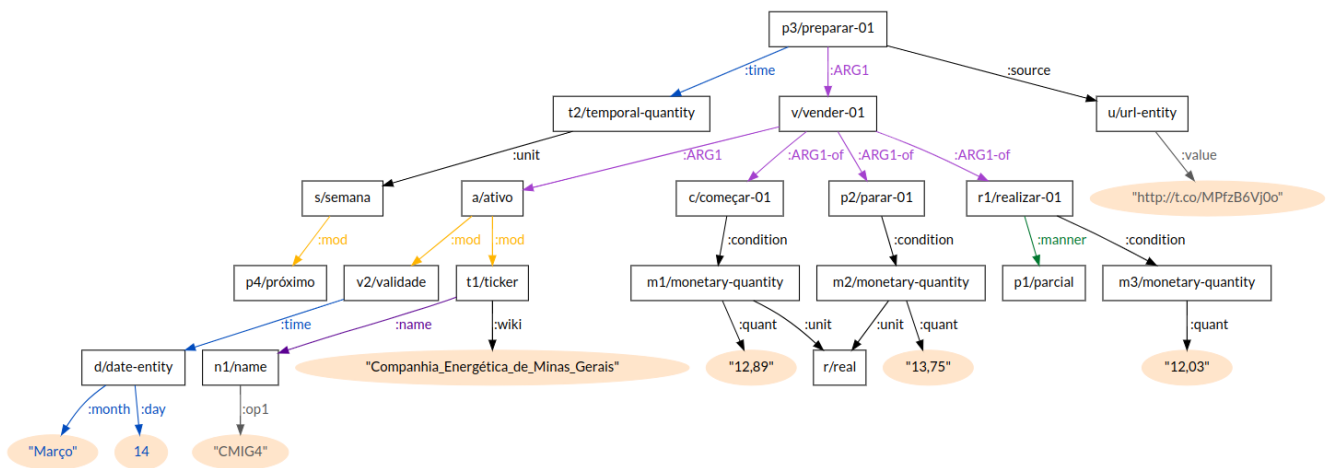 p3/preparar-01
:time :ARG1 :source
t2/temporal-quantity v/vender-01 u/url-entity
:unit :ARG1 :ARG1-of :ARG1-of :ARG1-of :value
s/semana a/ativo c/começar-01 p2/parar-01 r1/realizar-01 "http://t.co/MPfzB6Vj0o"
:mod :mod :mod :condition :condition :manner :condition
p4/próximo v2/validade t1/ticker m1/monetary-quantity m2/monetary-quantity p1/parcial m3/monetary-quantity
:time :name :wiki :quant :unit :unit :quant :quant
d/date-entity n1/name "Companhia_Energética_de_Minas_Gerais" "12,89" r/real "13,75" "12,03"
:month :day :op1
"Março" 14 "CMIG4"